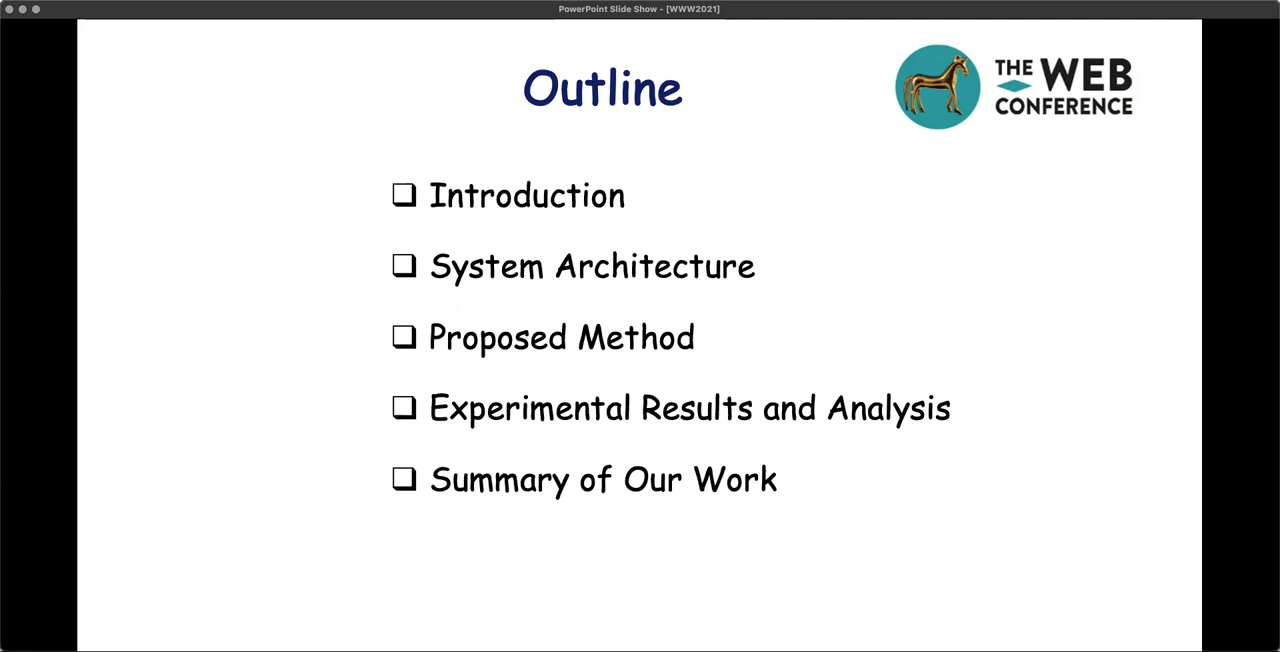 PowerPoint Slide Show - [WWW2021]
Outline
THE WEB
CONFERENCE
Introduction
System Architecture
Proposed Method
Experimental Results and Analysis
Summary of Our Work